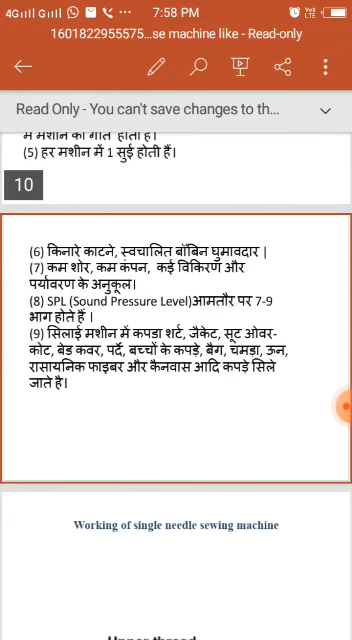 4G G 7:58 PM
1601822955575...se machine like - Read-only
Read Only - You can't save changes to th...
म मशीन की गति होती है।
(5) हर मशीन में 1 सुई होती हैं।
10
(6) किनारे काटने, स्वचालित बॉबिन घुमावदार |
(7) कम शोर, कम कंपन, कई विकिरण और
पर्यावरण के अनुकूल।
(8) SPL (Sound Pressure Level)आमतौर पर 7-9
भाग होते हैं ।
(9) सिलाई मशीन में कपडा शर्ट, जैकेट, सूट ओवर-
कोट, बेड कवर, पर्दे, बच्चों के कपड़े, बैग, चमड़ा, ऊन,
रासायनिक फाइबर और कैनवास आदि कपड़े सिले
जाते है।
Working of single needle sewing machine
Upper thread